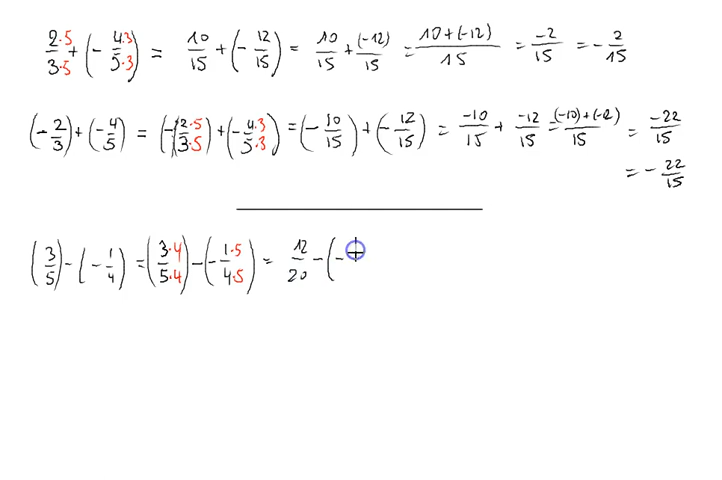 2·5/3·5 + (- 4·3/5·3) = 10/15 + (- 12/15) = 10/15 + (-12)/15 = 10+(-12)/15 = -2/15 = - 2/15
(- 2/3) + (- 4/5) = (- 2·5/3·5) + (- 4·3/5·3) = (- 10/15) + (- 12/15) = -10/15 + -12/15 = (-10)+(-12)/15 = -22/15
= - 22/15
(3/5) - (- 1/4) = (3·4/5·4) - (- 1·5/4·5) = 12/20 - (-